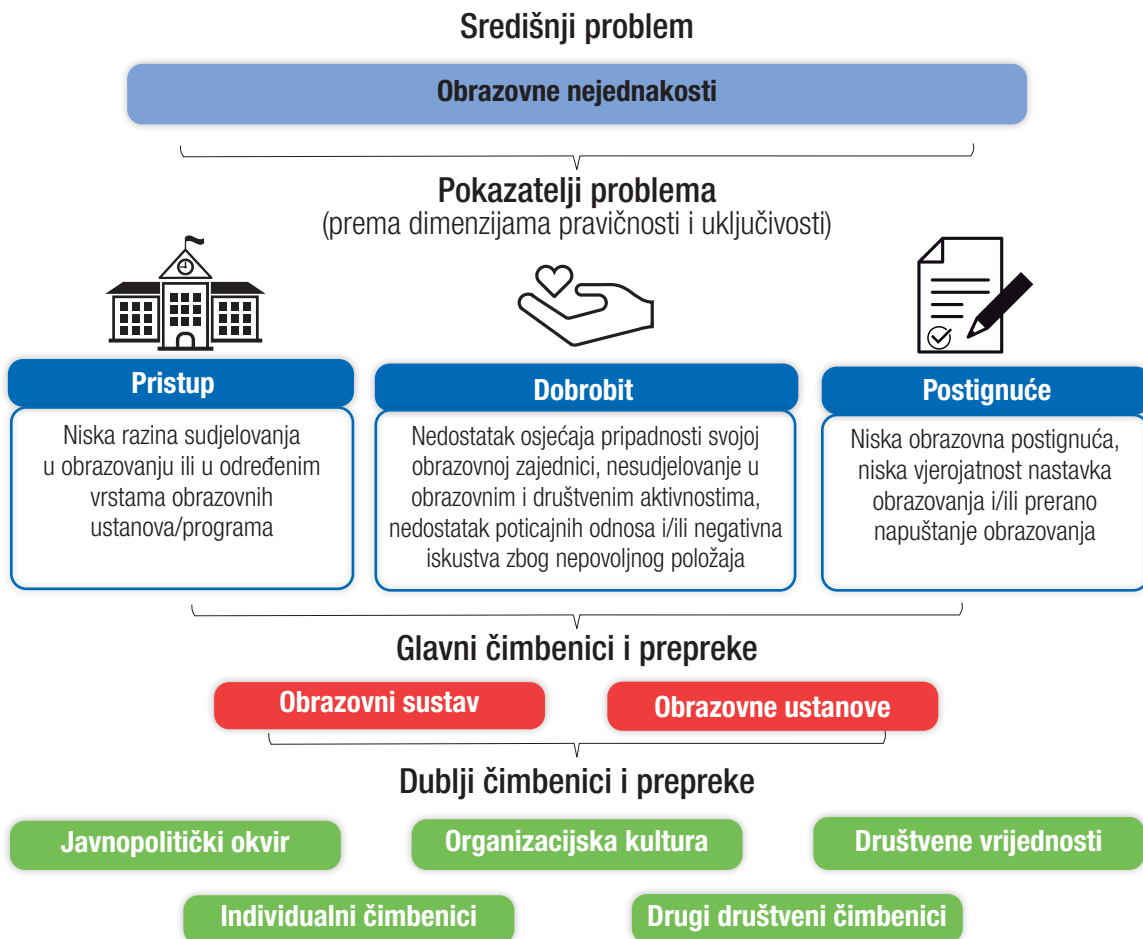 Središnji problem
Obrazovne nejednakosti
Pokazatelji problema
(prema dimenzijama pravičnosti i uključivosti)
Pristup
Niska razina sudjelovanja
u obrazovanju ili u određenim
vrstama obrazovnih
ustanova/programa
Dobrobit
Nedostatak osjećaja pripadnosti svojoj
obrazovnoj zajednici, nesudjelovanje u
obrazovnim i društvenim aktivnostima,
nedostatak poticajnih odnosa i/ili negativna
iskustva zbog nepovoljnog položaja
Postignuće
Niska obrazovna postignuća,
niska vjerojatnost nastavka
obrazovanja i/ili prerano
napuštanje obrazovanja
Glavni čimbenici i prepreke
Obrazovni sustav
Obrazovne ustanove
Dublji čimbenici i prepreke
Javnopolitički okvir
Organizacijska kultura
Društvene vrijednosti
Individualni čimbenici
Drugi društveni čimbenici